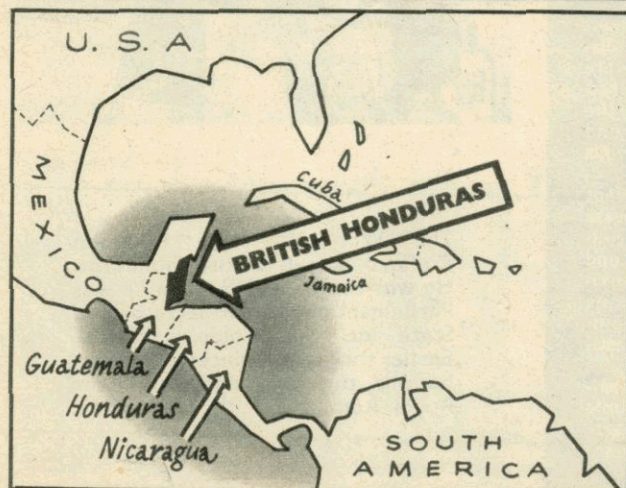 U. S. A
MEXICO
Cuba
BRITISH HONDURAS
Jamaica
Guatemala
Honduras
Nicaragua
SOUTH
AMERICA